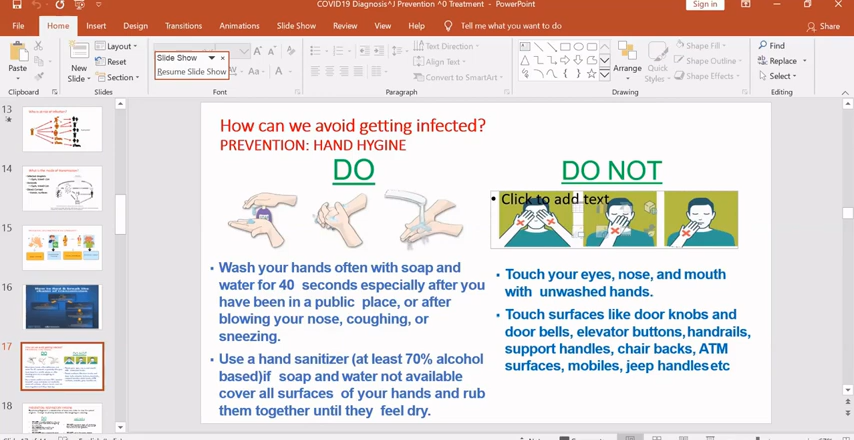 COVID19 Diagnosis^J Prevention ^0 Treatment - PowerPoint
Sign in
File Home Insert Design Transitions Animations Slide Show Review View Help Tell me what you want to do Share
Paste
New Slide
Layout
Reset
Section
Slide Show
Resume Slide Show
Aa
A
Text Direction
Align Text
Convert to SmartArt
Arrange
Quick Styles
Shape Fill
Shape Outline
Shape Effects
Find
Replace
Select
Clipboard Slides Font Paragraph Drawing Editing
13
14
15
16
17
18
How can we avoid getting infected?
PREVENTION: HAND HYGINE
DO
• Wash your hands often with soap and
water for 40 seconds especially after you
have been in a public place, or after
blowing your nose, coughing, or
sneezing.
• Use a hand sanitizer (at least 70% alcohol
based)if soap and water not available
cover all surfaces of your hands and rub
them together until they feel dry.
DO NOT
• Click to add text
• Touch your eyes, nose, and mouth
with unwashed hands.
• Touch surfaces like door knobs and
door bells, elevator buttons, handrails,
support handles, chair backs, ATM
surfaces, mobiles, jeep handles etc